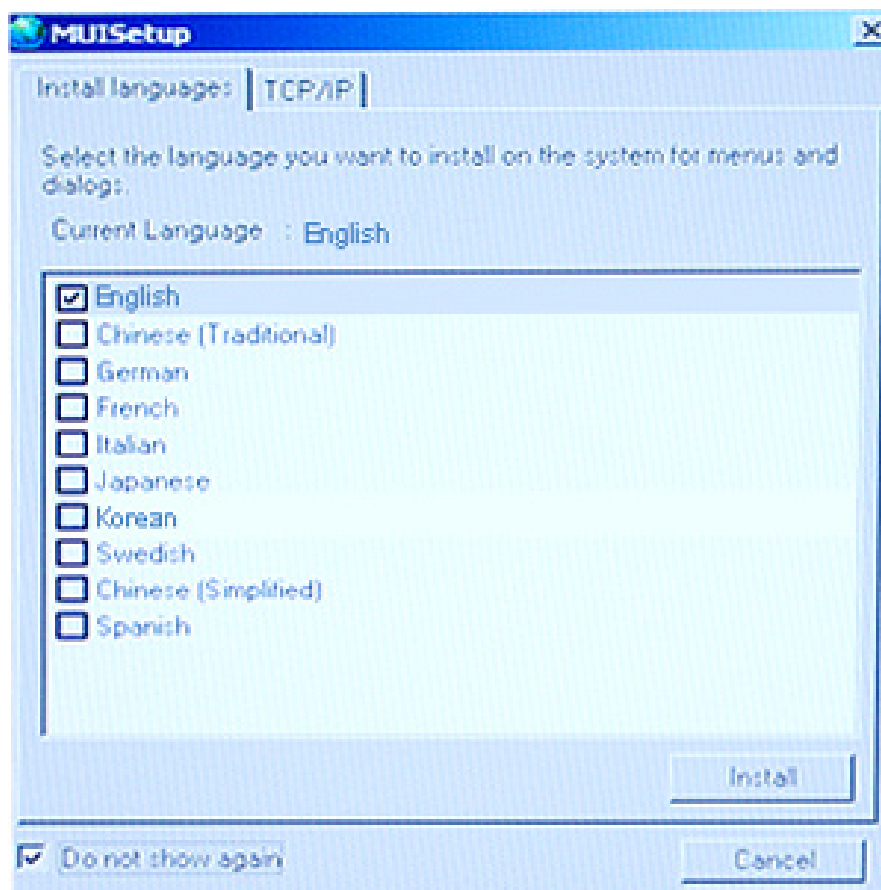 MUISetup
Install languages
TCP/IP
Select the language you want to install on the system for menus and
dialogs.
Current Language : English
English
Chinese (Traditional)
German
French
Italian
Japanese
Korean
Swedish
Chinese (Simplified)
Spanish
Install
Do not show again
Cancel